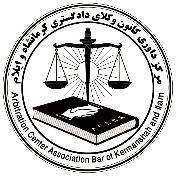 مرکز داوری کانون وکلای دادگستری کرمانشاه و ایلام
Arbitration Center Association Bar of Kermanshah and Ilam